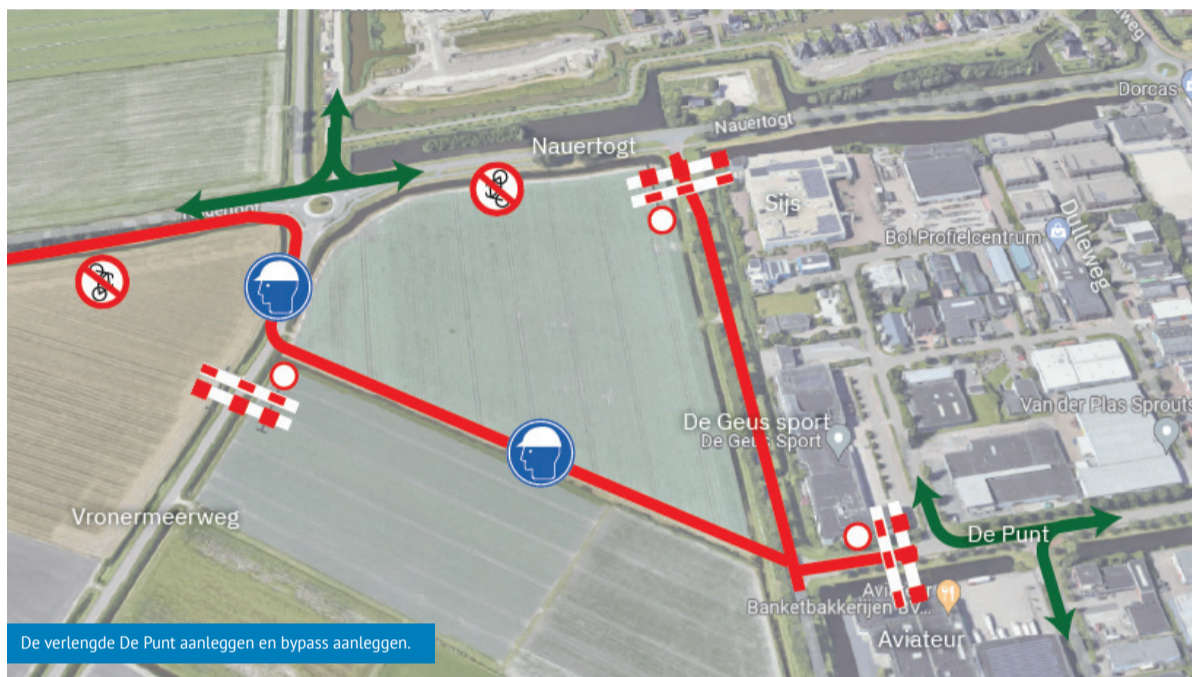 Nauertogt
Nauertogt
Dorcas
Sijs
Bol Profielcentrum
Dulleweg
De Geus sport
De Geus Sport
Van der Plas Sprouts
Vronermeerweg
De Punt
Banketbakkerijen BV...
Aviateur
De verlengde De Punt aanleggen en bypass aanleggen.